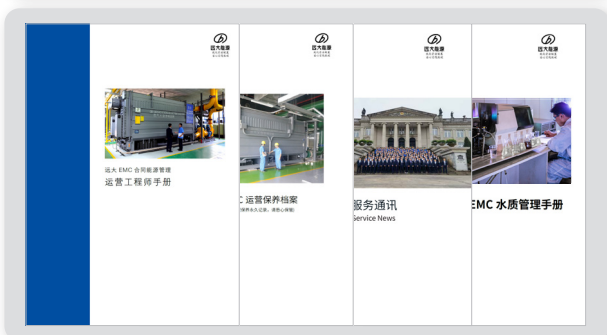 远大能源
远大能源
远大能源
远大能源
远大 EMC 合同能源管理
运营工程师手册
C 运营保养档案
服务通讯
Service News
EMC 水质管理手册